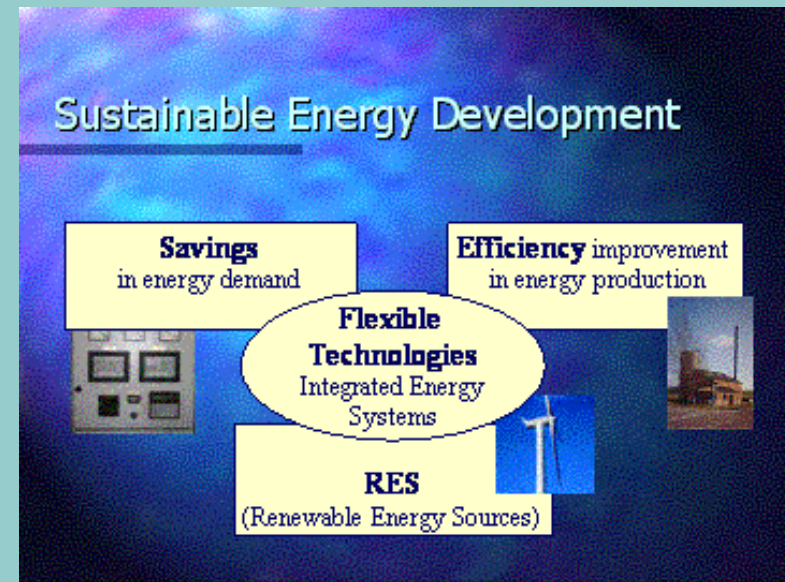 Sustainable Energy Development
Savings
in energy demand
Efficiency improvement
in energy production
Flexible
Technologies
Integrated Energy
Systems
RES
(Renewable Energy Sources)